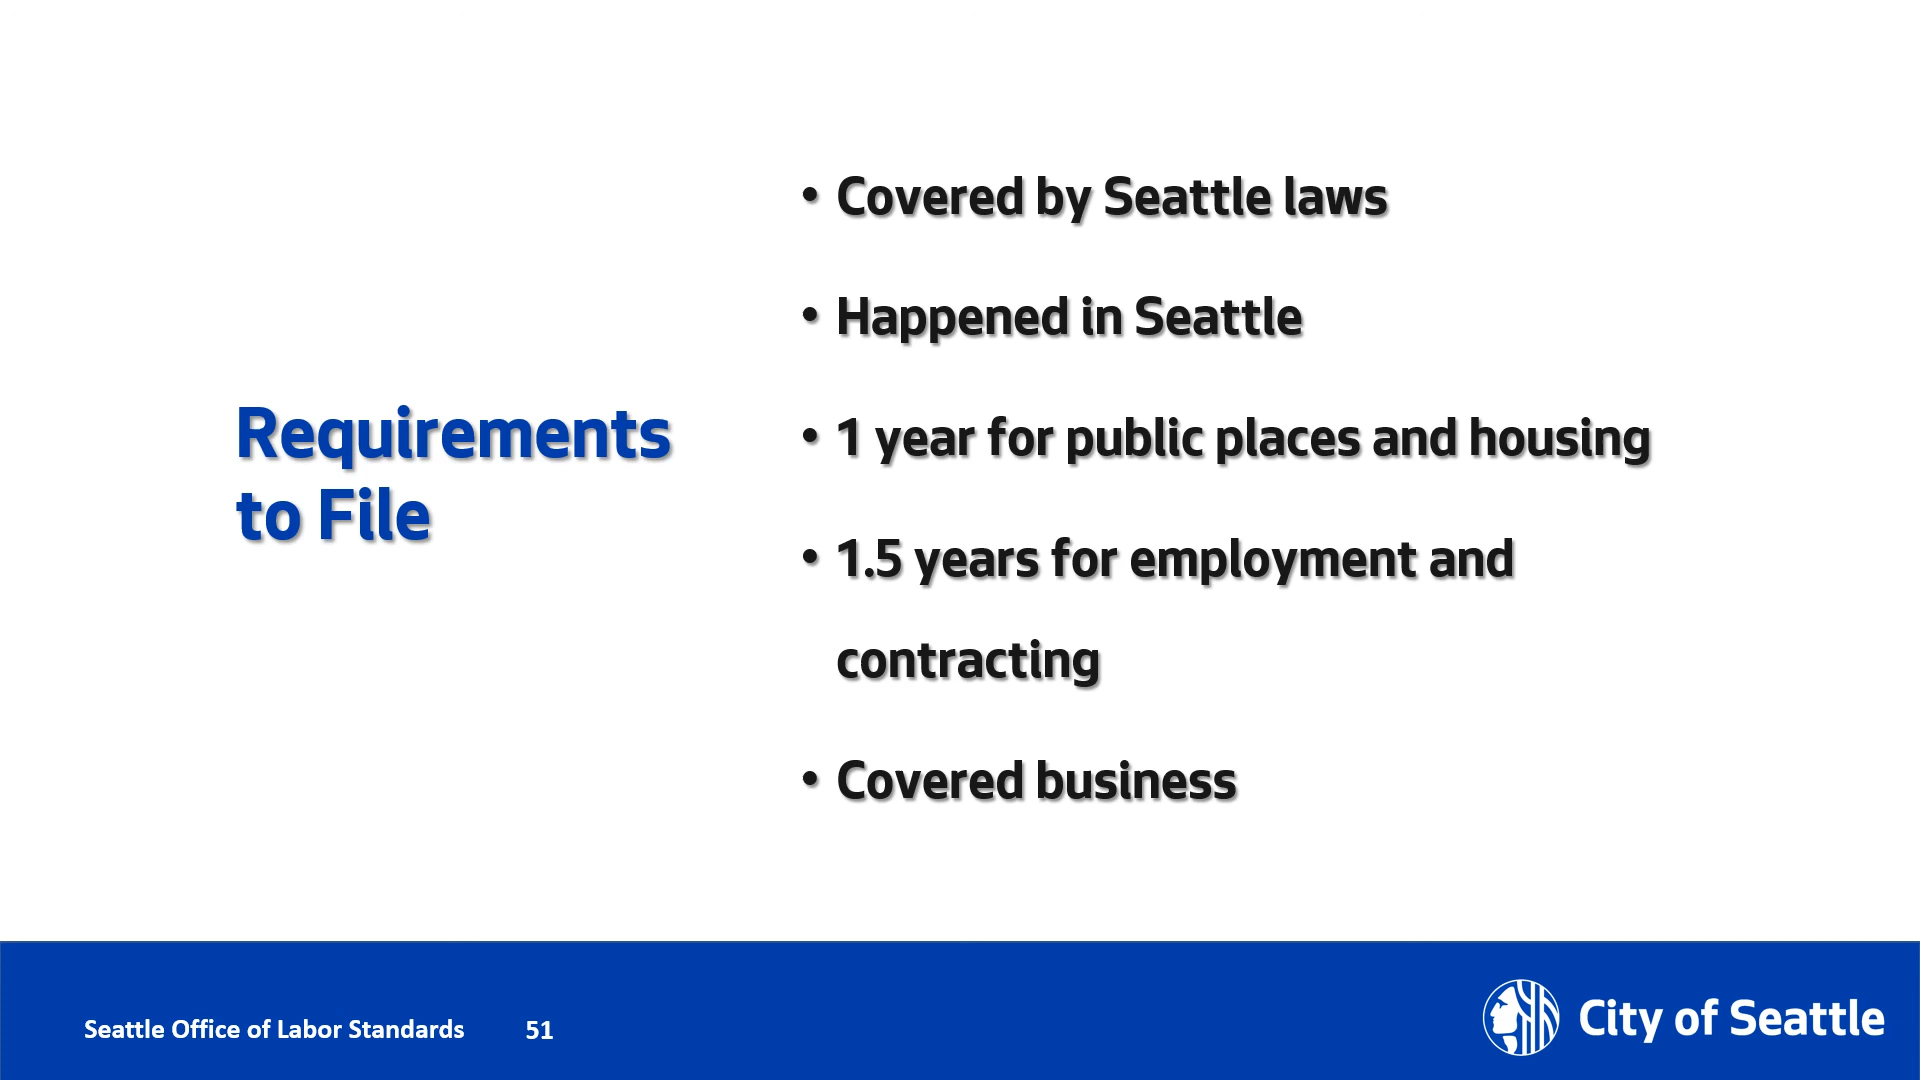 Requirements
to File
• Covered by Seattle laws
• Happened in Seattle
• 1 year for public places and housing
• 1.5 years for employment and
contracting
• Covered business
Seattle Office of Labor Standards 51
City of Seattle